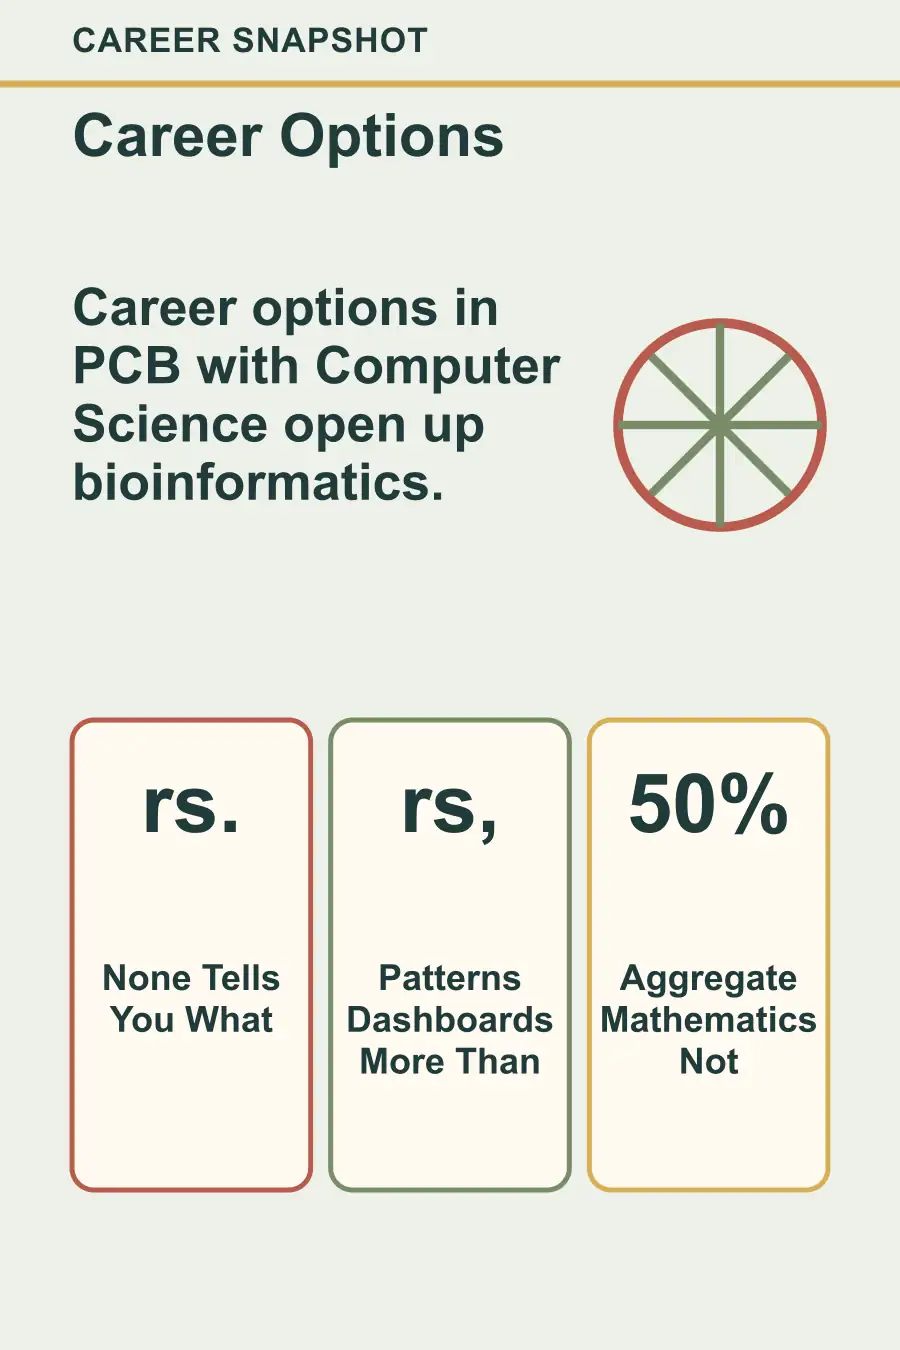 CAREER SNAPSHOT
Career Options
Career options in
PCB with Computer
Science open up
bioinformatics.
rs.
None Tells
You What
rs,
Patterns
Dashboards
More Than
50%
Aggregate
Mathematics
Not